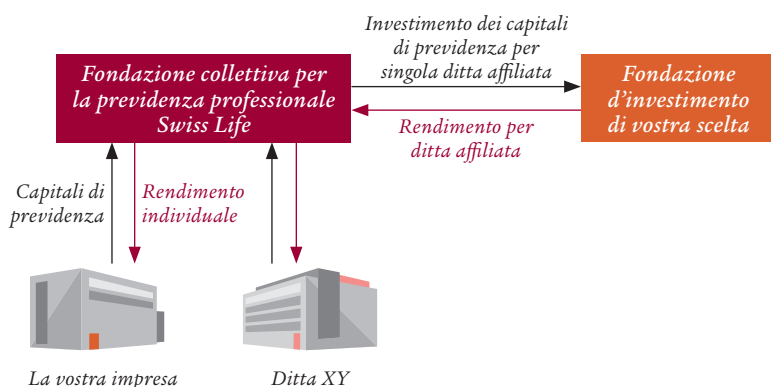 Investimento dei capitali
di previdenza per
singola ditta affiliata
Fondazione collettiva per
la previdenza professionale
Swiss Life
Fondazione
d’investimento
di vostra scelta
Rendimento per
ditta affiliata
Capitali di
previdenza
Rendimento
individuale
La vostra impresa
Ditta XY